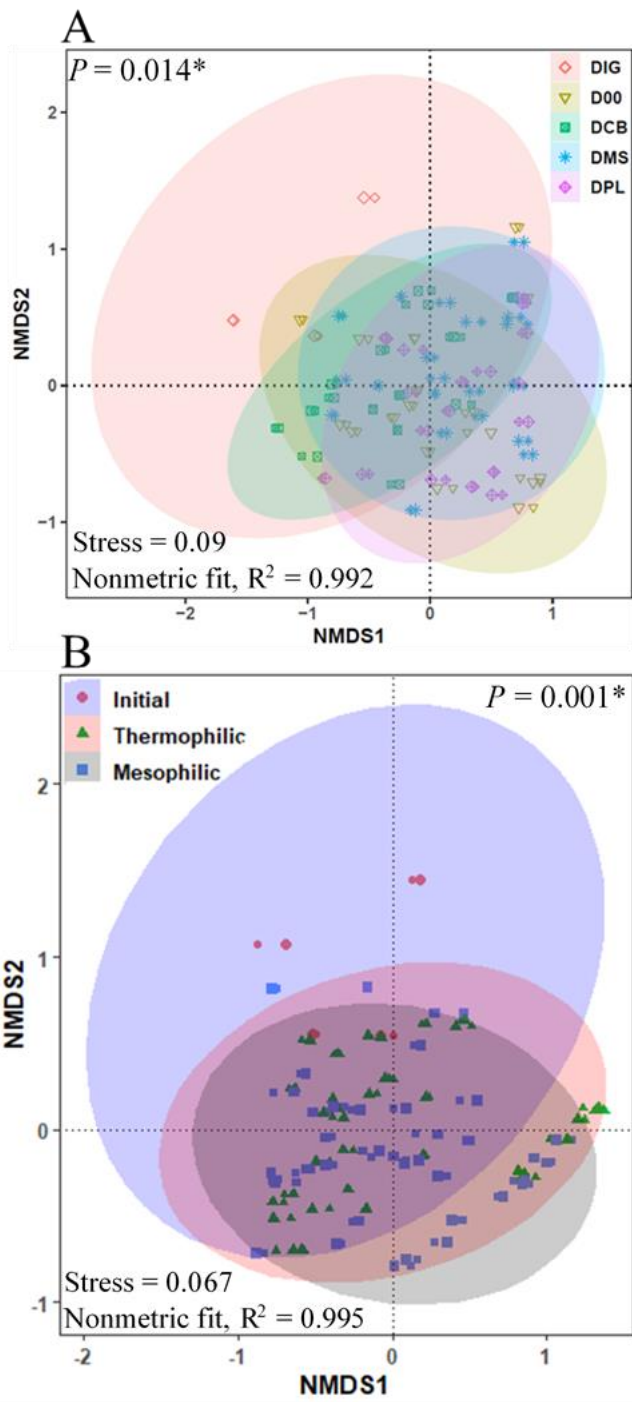 A
P = 0.014*
DIG
D00
DCB
DMS
DPL
2
1
0
-1
NMDS2
Stress = 0.09
Nonmetric fit, R² = 0.992
-2 -1 0 1
NMDS1
B
Initial
Thermophilic
Mesophilic
P = 0.001*
2
1
0
-1
NMDS2
Stress = 0.067
Nonmetric fit, R² = 0.995
-2 -1 0 1
NMDS1